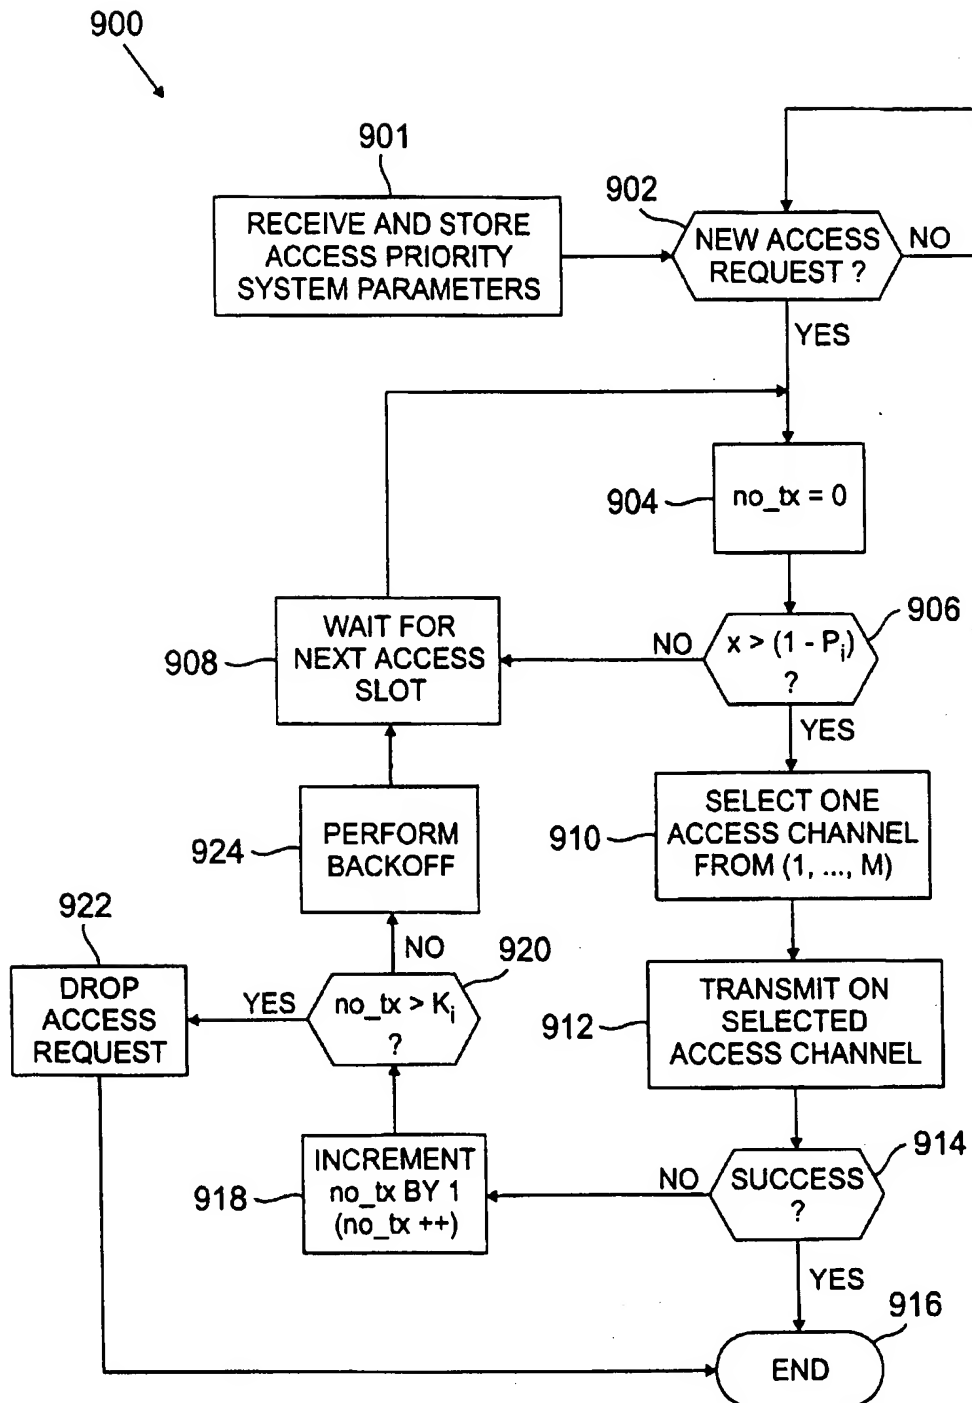 900
901
RECEIVE AND STORE
ACCESS PRIORITY
SYSTEM PARAMETERS
902
NEW ACCESS
REQUEST ?
NO
YES
904
no_tx = 0
906
x > (1 - Pi)
?
NO
YES
908
WAIT FOR
NEXT ACCESS
SLOT
910
SELECT ONE
ACCESS CHANNEL
FROM (1, ..., M)
924
PERFORM
BACKOFF
NO
922
DROP
ACCESS
REQUEST
YES
920
no_tx > Ki
?
912
TRANSMIT ON
SELECTED
ACCESS CHANNEL
918
INCREMENT
no_tx BY 1
(no_tx ++)
NO
914
SUCCESS
?
YES
916
END